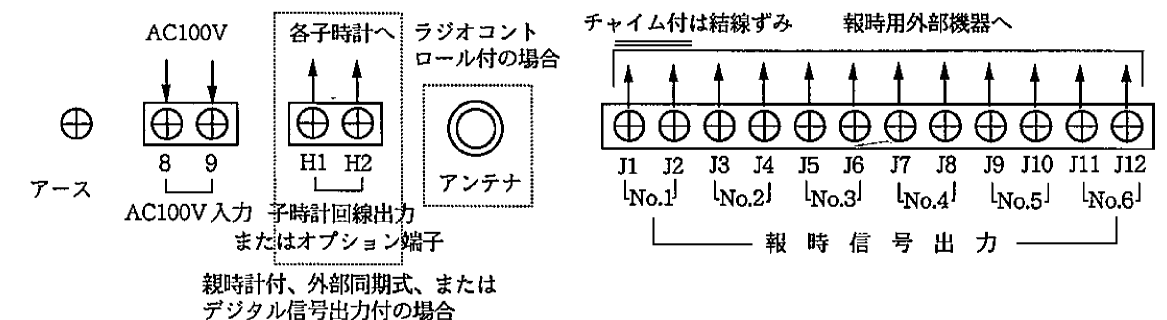 AC100V
各子時計へ
ラジオコント
ロール付の場合
チャイム付は結線ずみ
報時用外部機器へ
8 9
H1 H2
J1 J2 J3 J4 J5 J6 J7 J8 J9 J10 J11 J12
アース
アンテナ
No.1 No.2 No.3 No.4 No.5 No.6
AC100V入力
子時計回線出力
またはオプション端子
報時信号出力
親時計付、外部同期式、または
デジタル信号出力付の場合